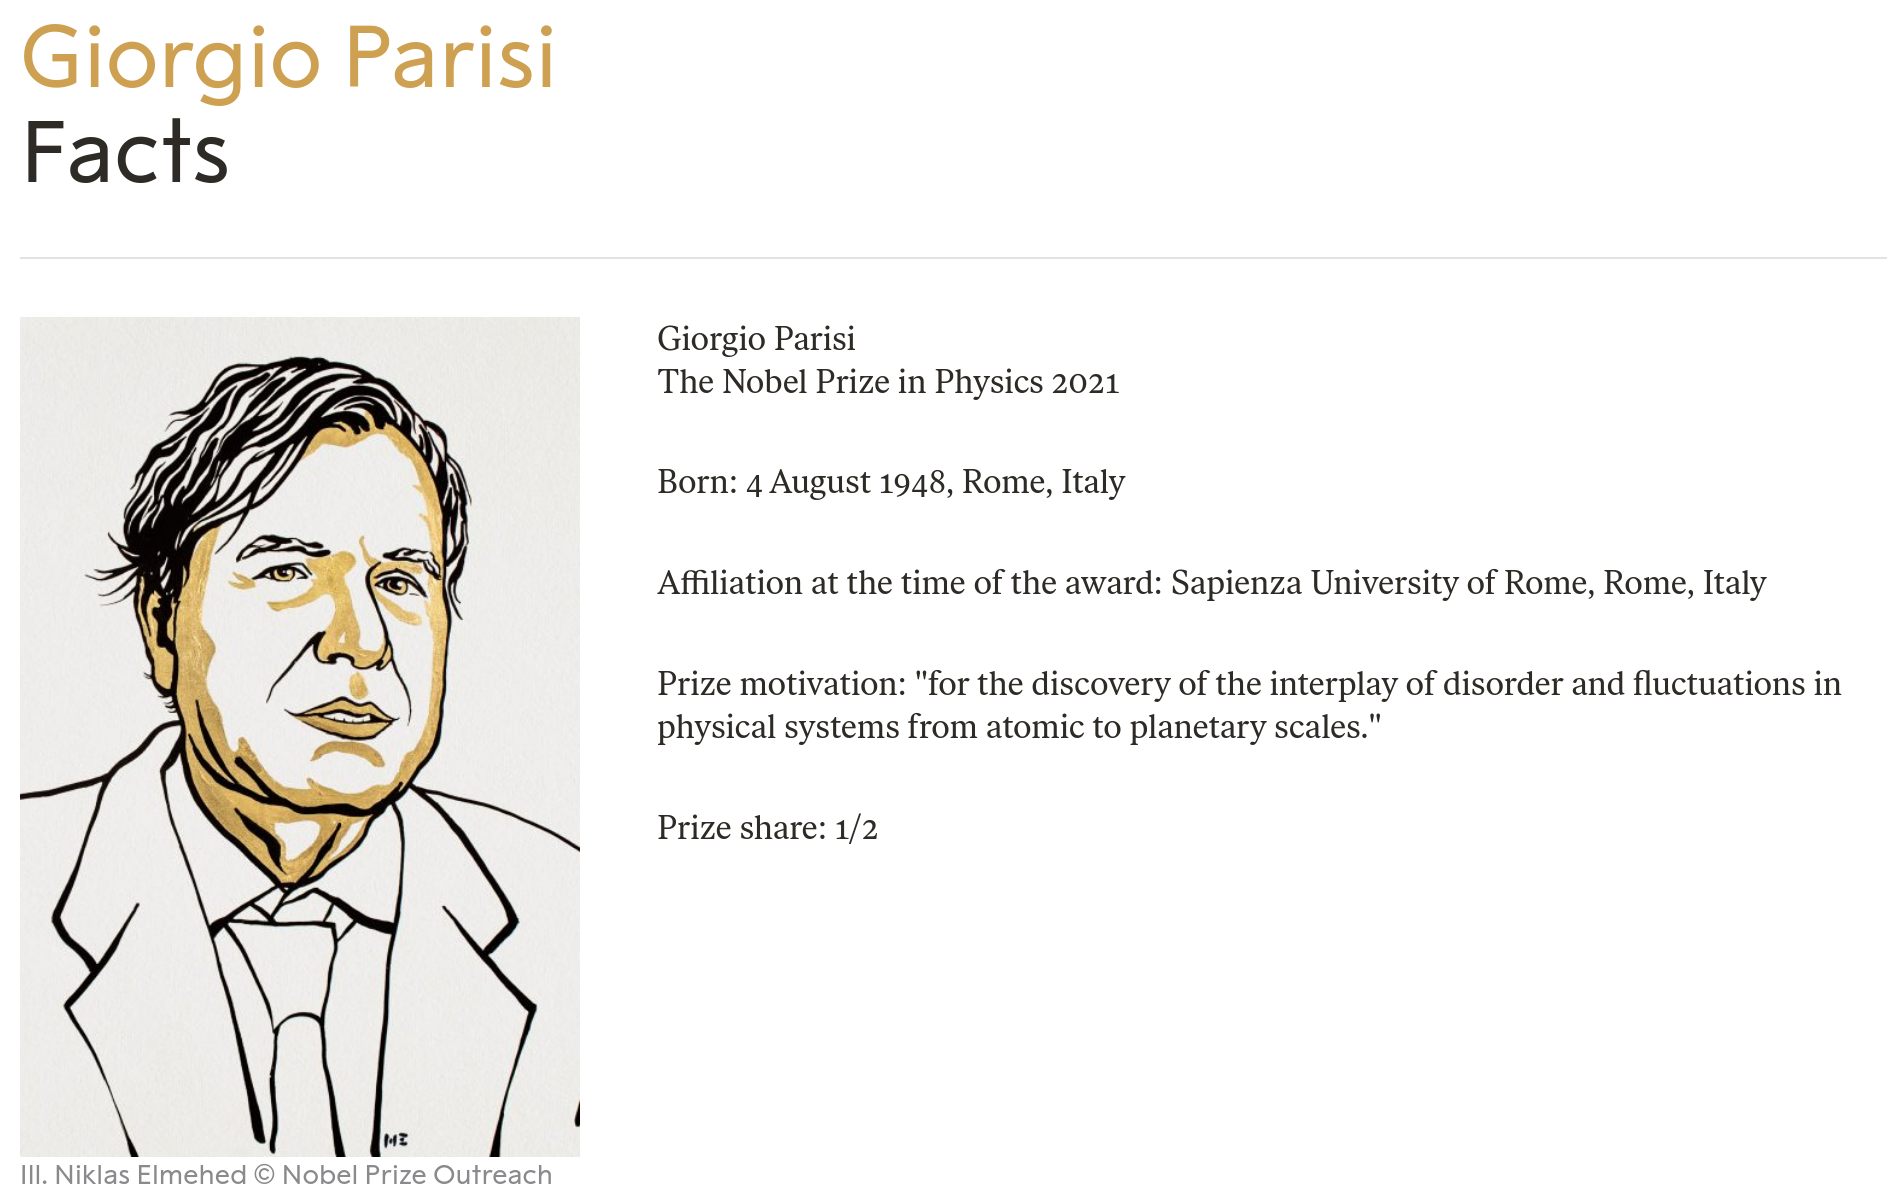 Giorgio Parisi
Facts
Giorgio Parisi
The Nobel Prize in Physics 2021
Born: 4 August 1948, Rome, Italy
Affiliation at the time of the award: Sapienza University of Rome, Rome, Italy
Prize motivation: "for the discovery of the interplay of disorder and fluctuations in
physical systems from atomic to planetary scales."
Prize share: 1/2
Ill. Niklas Elmehed © Nobel Prize Outreach